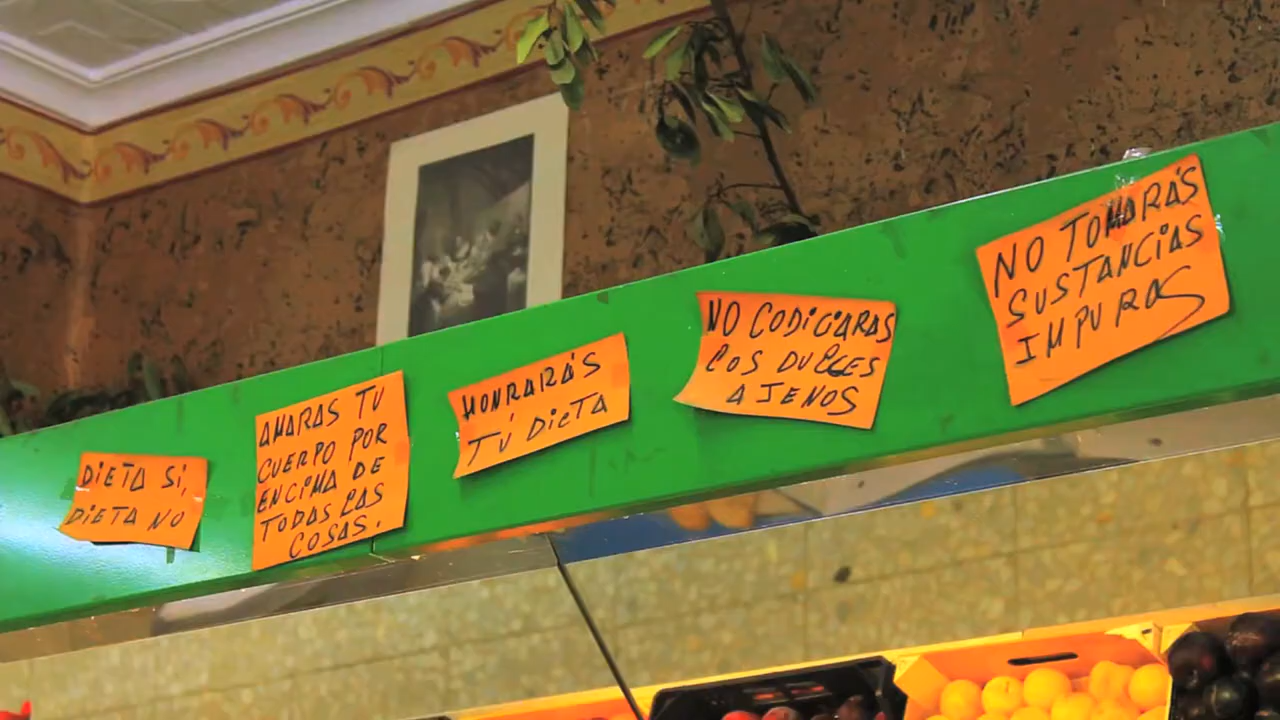 DIETA SI,
DIETA NO
AMARAS TU
CUERPO POR
ENCIMA DE
TODAS LAS
COSAS.
HONRARÁS
TÚ DIETA
NO CODICIARAS
LOS DULCES
AJENOS
NO TOMARÁS
SUSTANCIAS
IMPURAS